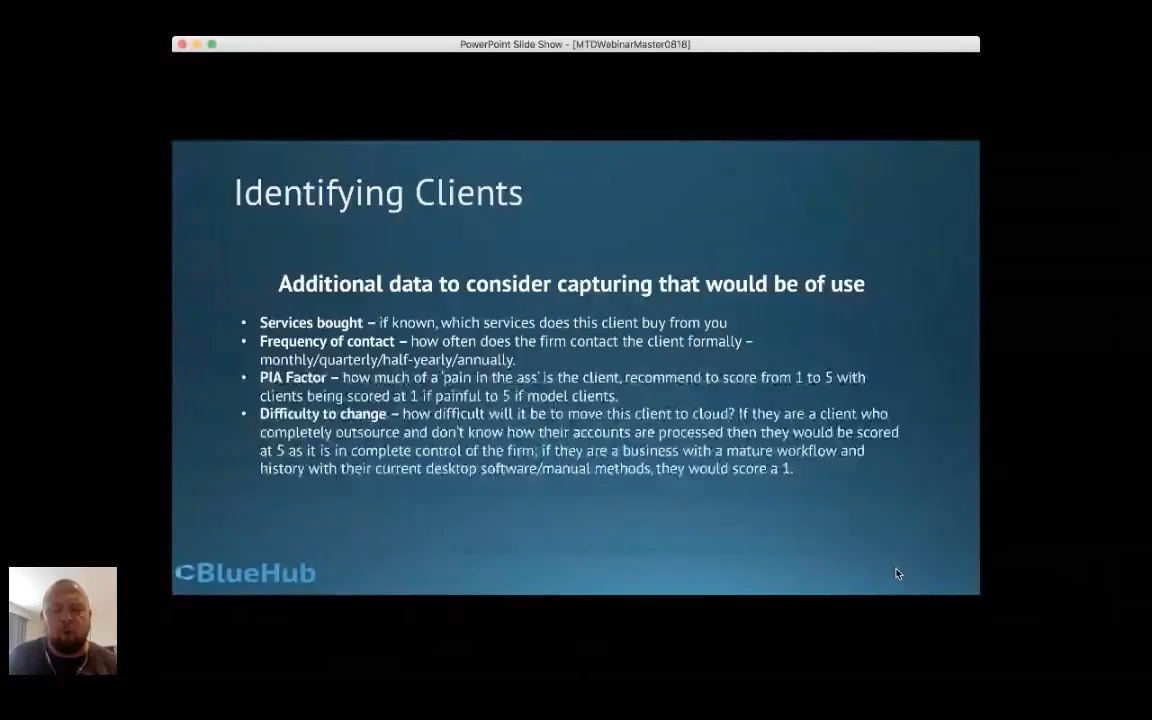 PowerPoint Slide Show - [MTDWebinarMaster0818]
Identifying Clients
Additional data to consider capturing that would be of use
• Services bought – if known, which services does this client buy from you
• Frequency of contact – how often does the firm contact the client formally –
monthly/quarterly/half-yearly/annually.
• PIA Factor – how much of a 'pain in the ass' is the client, recommend to score from 1 to 5 with
clients being scored at 1 if painful to 5 if model clients.
• Difficulty to change – how difficult will it be to move this client to cloud? If they are a client who
completely outsource and don't know how their accounts are processed then they would be scored
at 5 as it is in complete control of the firm; if they are a business with a mature workflow and
history with their current desktop software/manual methods, they would score a 1.
BlueHub